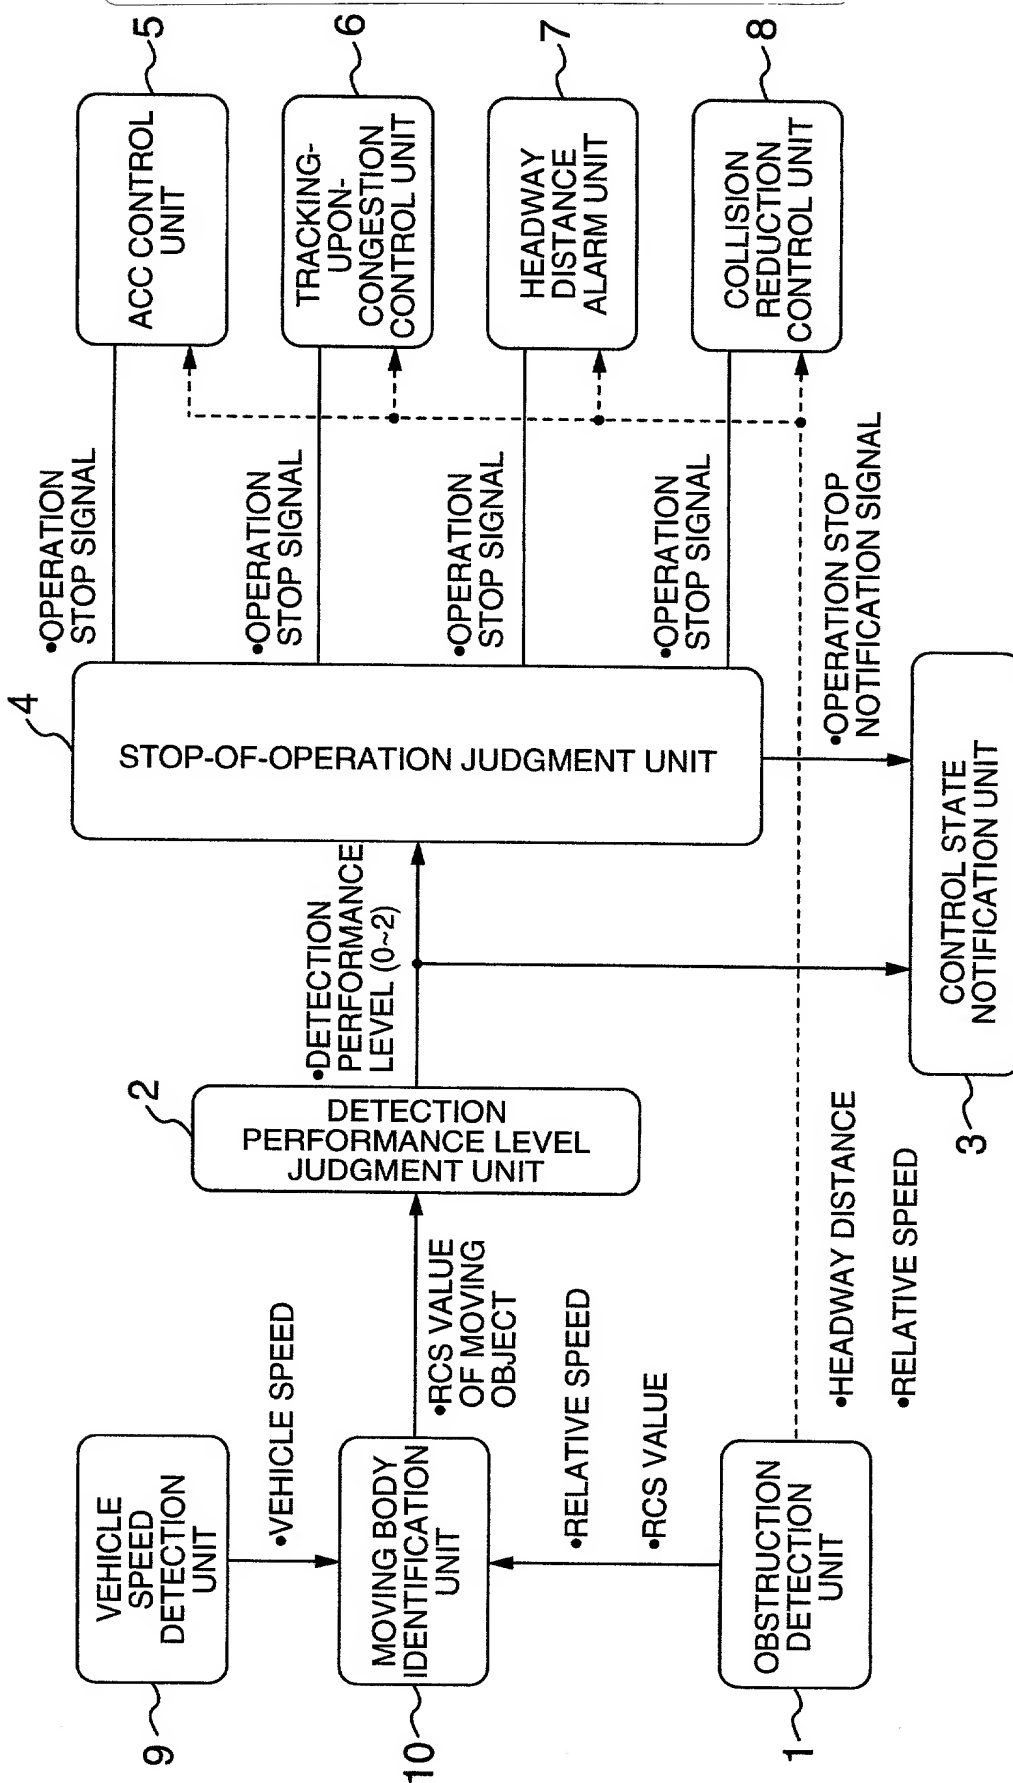 9
VEHICLE
SPEED
DETECTION
UNIT
•VEHICLE SPEED
10
MOVING BODY
IDENTIFICATION
UNIT
•RCS VALUE
OF MOVING
OBJECT
•RELATIVE SPEED
•RCS VALUE
1
OBSTRUCTION
DETECTION
UNIT
•HEADWAY DISTANCE
•RELATIVE SPEED
2
DETECTION
PERFORMANCE LEVEL
JUDGMENT UNIT
•DETECTION
PERFORMANCE
LEVEL (0~2)
3
CONTROL STATE
NOTIFICATION UNIT
4
STOP-OF-OPERATION JUDGMENT UNIT
•OPERATION
STOP SIGNAL
•OPERATION
STOP SIGNAL
•OPERATION
STOP SIGNAL
•OPERATION
STOP SIGNAL
•OPERATION STOP
NOTIFICATION SIGNAL
5
ACC CONTROL
UNIT
6
TRACKING-
UPON-
CONGESTION
CONTROL UNIT
7
HEADWAY
DISTANCE
ALARM UNIT
8
COLLISION
REDUCTION
CONTROL UNIT